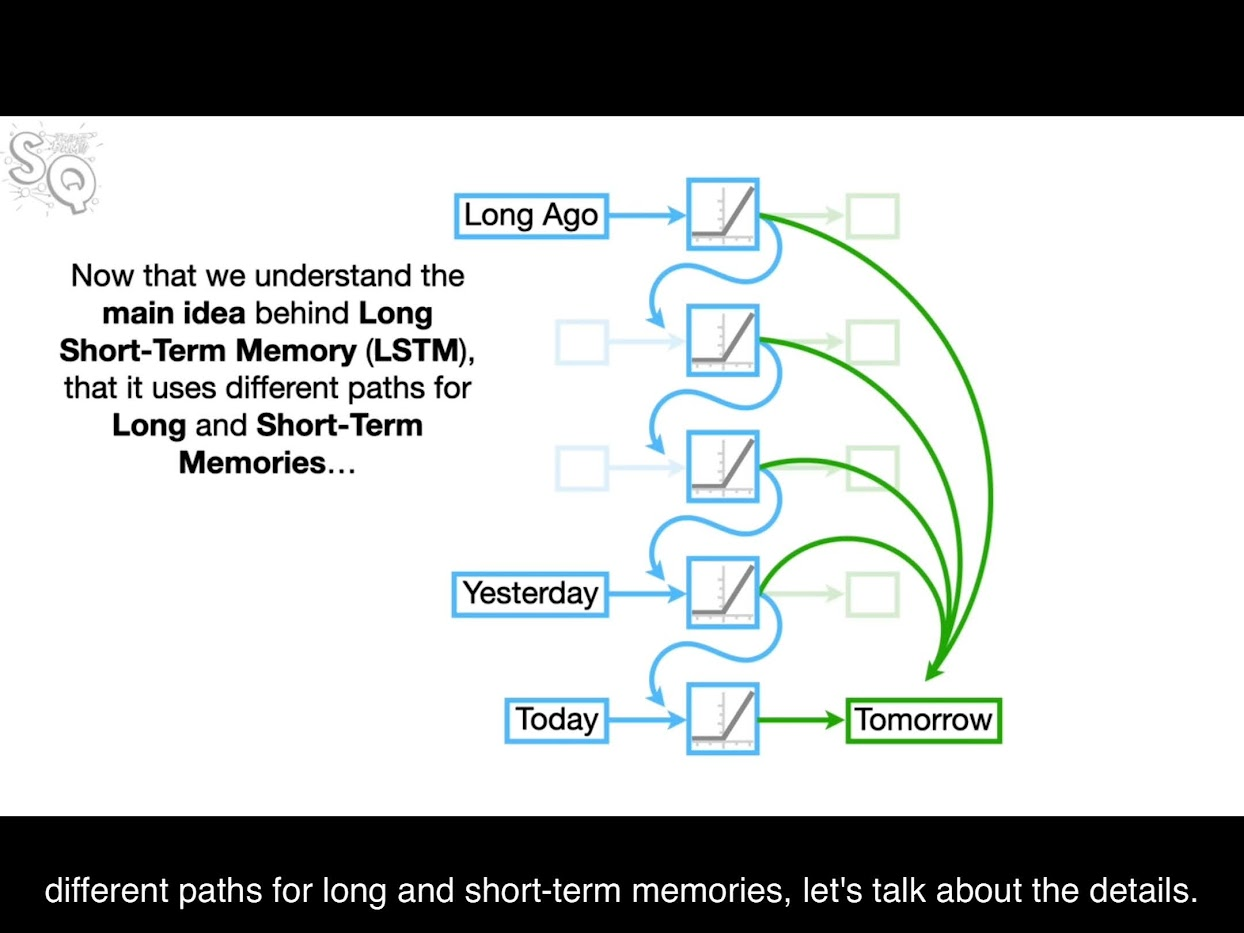 SQ
Long Ago
Now that we understand the
main idea behind Long
Short-Term Memory (LSTM),
that it uses different paths for
Long and Short-Term
Memories…
Yesterday
Today
Tomorrow
different paths for long and short-term memories, let's talk about the details.